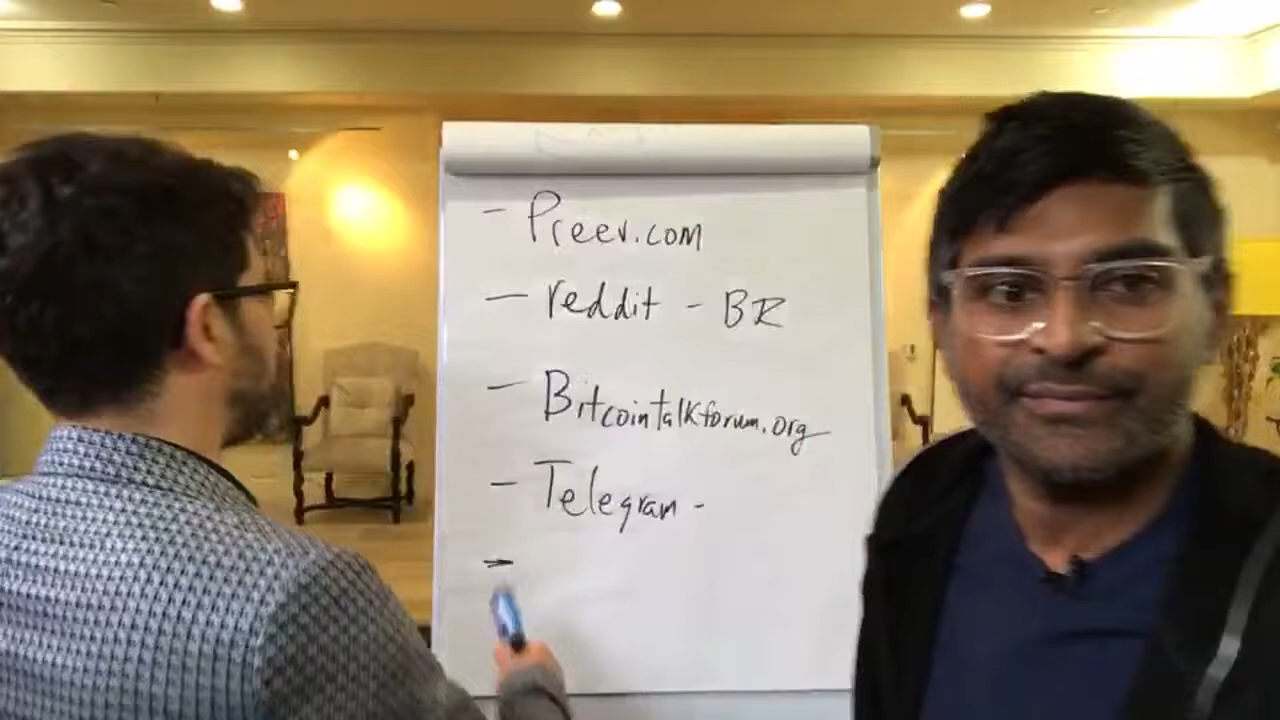 - Preev.com
- reddit - BR
- Bitcointalkforum.org
- Telegram -
-